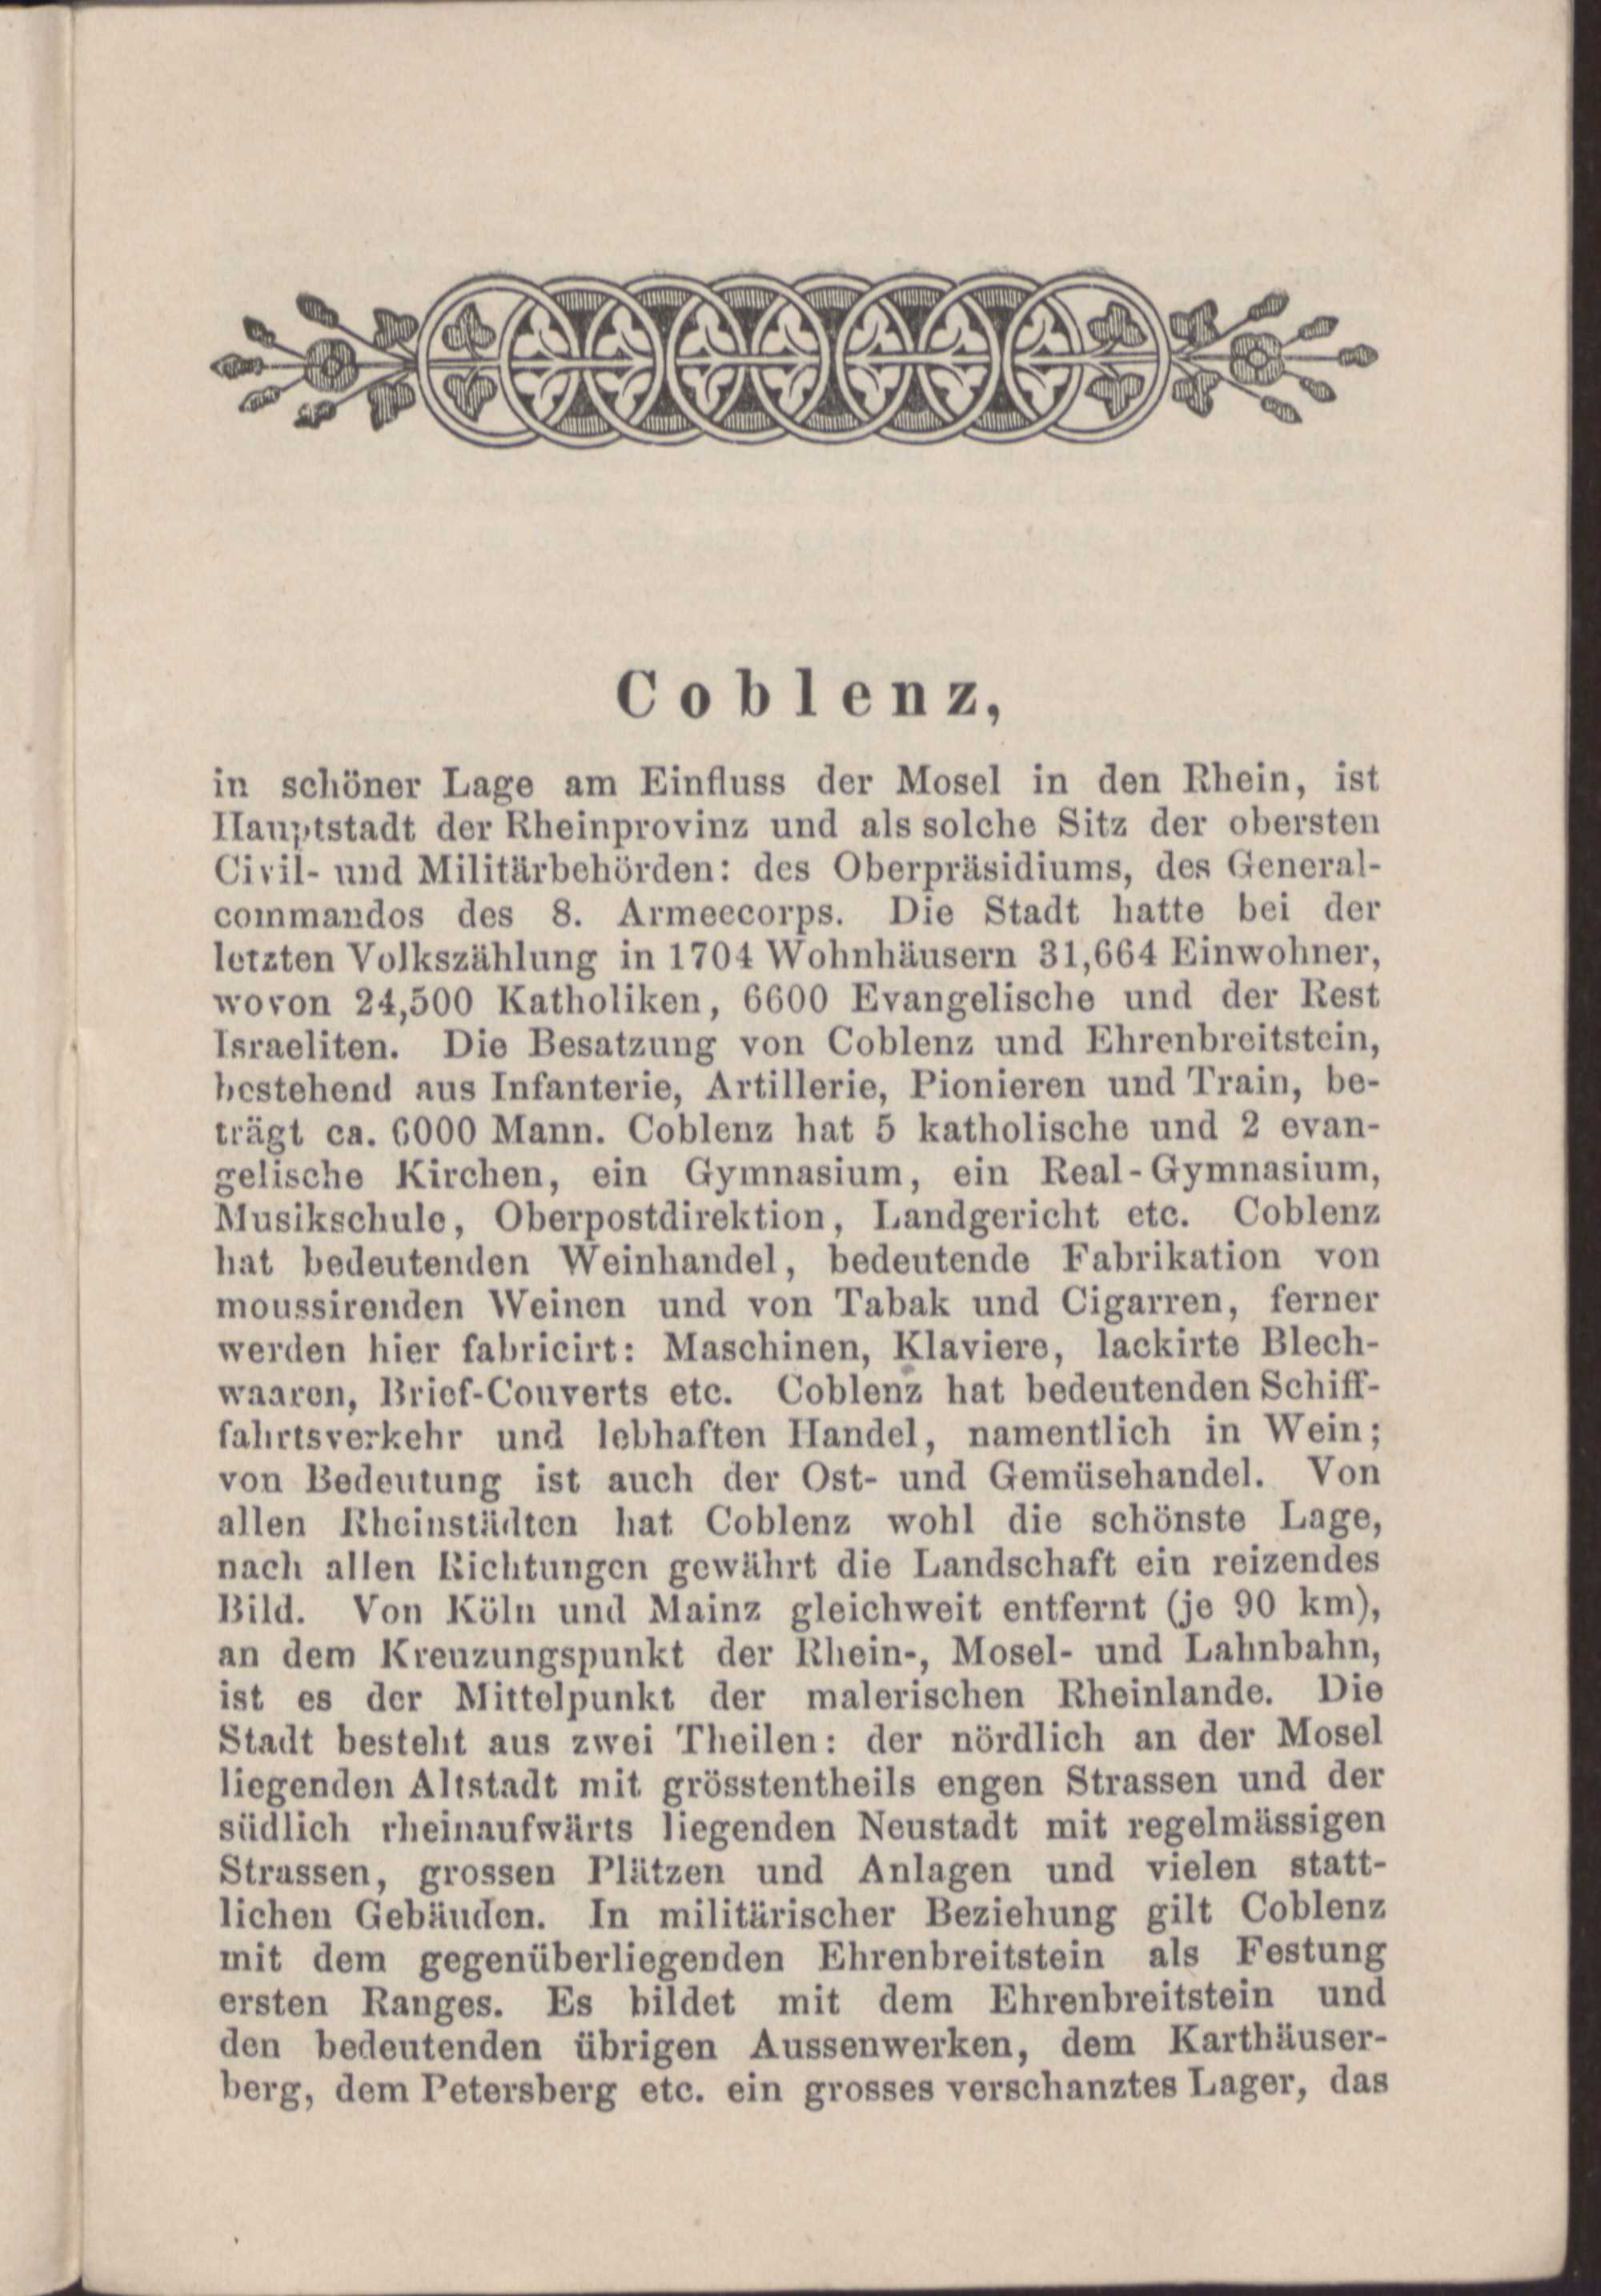 Coblenz,
in schöner Lage am Einfluss der Mosel in den Rhein, ist
Hauptstadt der Rheinprovinz und als solche Sitz der obersten
Civil- und Militärbehörden: des Oberpräsidiums, des General-
commandos des 8. Armeecorps. Die Stadt hatte bei der
letzten Volkszählung in 1704 Wohnhäusern 31,664 Einwohner,
wovon 24,500 Katholiken, 6600 Evangelische und der Rest
Israeliten. Die Besatzung von Coblenz und Ehrenbreitstein,
bestehend aus Infanterie, Artillerie, Pionieren und Train, be-
trägt ca. 6000 Mann. Coblenz hat 5 katholische und 2 evan-
gelische Kirchen, ein Gymnasium, ein Real-Gymnasium,
Musikschule, Oberpostdirektion, Landgericht etc. Coblenz
hat bedeutenden Weinhandel, bedeutende Fabrikation von
moussirenden Weinen und von Tabak und Cigarren, ferner
werden hier fabricirt: Maschinen, Klaviere, lackirte Blech-
waaren, Brief-Couverts etc. Coblenz hat bedeutenden Schiff-
fahrtsverkehr und lebhaften Handel, namentlich in Wein;
von Bedeutung ist auch der Ost- und Gemüsehandel. Von
allen Rheinstädten hat Coblenz wohl die schönste Lage,
nach allen Richtungen gewährt die Landschaft ein reizendes
Bild. Von Köln und Mainz gleichweit entfernt (je 90 km),
an dem Kreuzungspunkt der Rhein-, Mosel- und Lahnbahn,
ist es der Mittelpunkt der malerischen Rheinlande. Die
Stadt besteht aus zwei Theilen: der nördlich an der Mosel
liegenden Altstadt mit grösstentheils engen Strassen und der
südlich rheinaufwärts liegenden Neustadt mit regelmässigen
Strassen, grossen Plätzen und Anlagen und vielen statt-
lichen Gebäuden. In militärischer Beziehung gilt Coblenz
mit dem gegenüberliegenden Ehrenbreitstein als Festung
ersten Ranges. Es bildet mit dem Ehrenbreitstein und
den bedeutenden übrigen Aussenwerken, dem Karthäuser-
berg, dem Petersberg etc. ein grosses verschanztes Lager, das